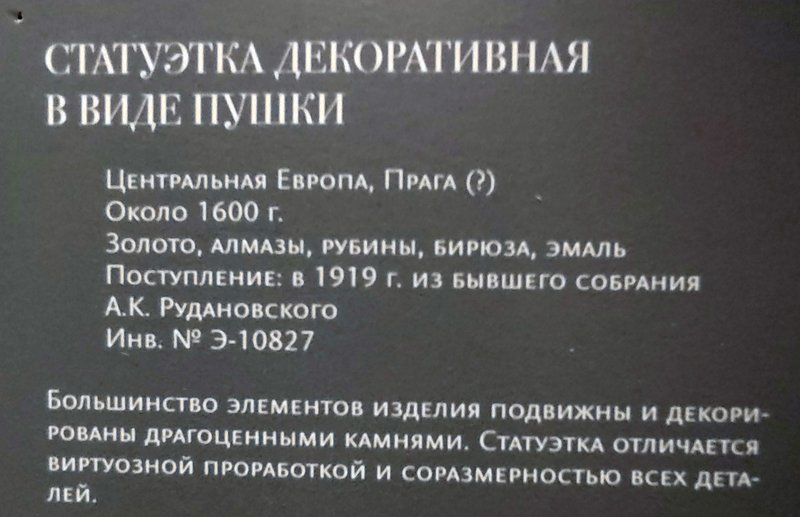 СТАТУЭТКА ДЕКОРАТИВНАЯ
В ВИДЕ ПУШКИ
Центральная Европа, Прага (?)
Около 1600 г.
Золото, алмазы, рубины, бирюза, эмаль
Поступление: в 1919 г. из бывшего собрания
А.К. Рудановского
Инв. № Э-10827
Большинство элементов изделия подвижны и декори-
рованы драгоценными камнями. Статуэтка отличается
виртуозной проработкой и соразмерностью всех дета-
лей.